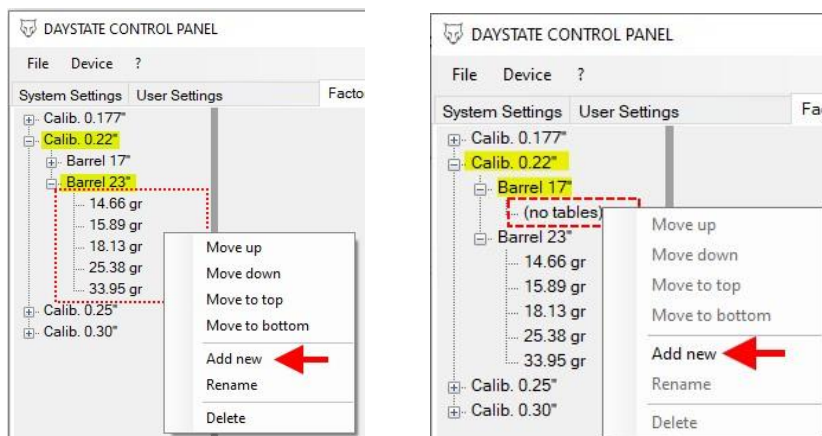 DAYSTATE CONTROL PANEL
File Device ?
System Settings User Settings Facto
Calib. 0.177"
Calib. 0.22"
Barrel 17"
Barrel 23"
14.66 gr
15.89 gr
18.13 gr
25.38 gr
33.95 gr
Calib. 0.25"
Calib. 0.30"
Move up
Move down
Move to top
Move to bottom
Add new
Rename
Delete
DAYSTATE CONTROL PANEL
File Device ?
System Settings User Settings Fa
Calib. 0.177"
Calib. 0.22"
Barrel 17"
(no tables)
Barrel 23"
14.66 gr
15.89 gr
18.13 gr
25.38 gr
33.95 gr
Calib. 0.25"
Calib. 0.30"
Move up
Move down
Move to top
Move to bottom
Add new
Rename
Delete